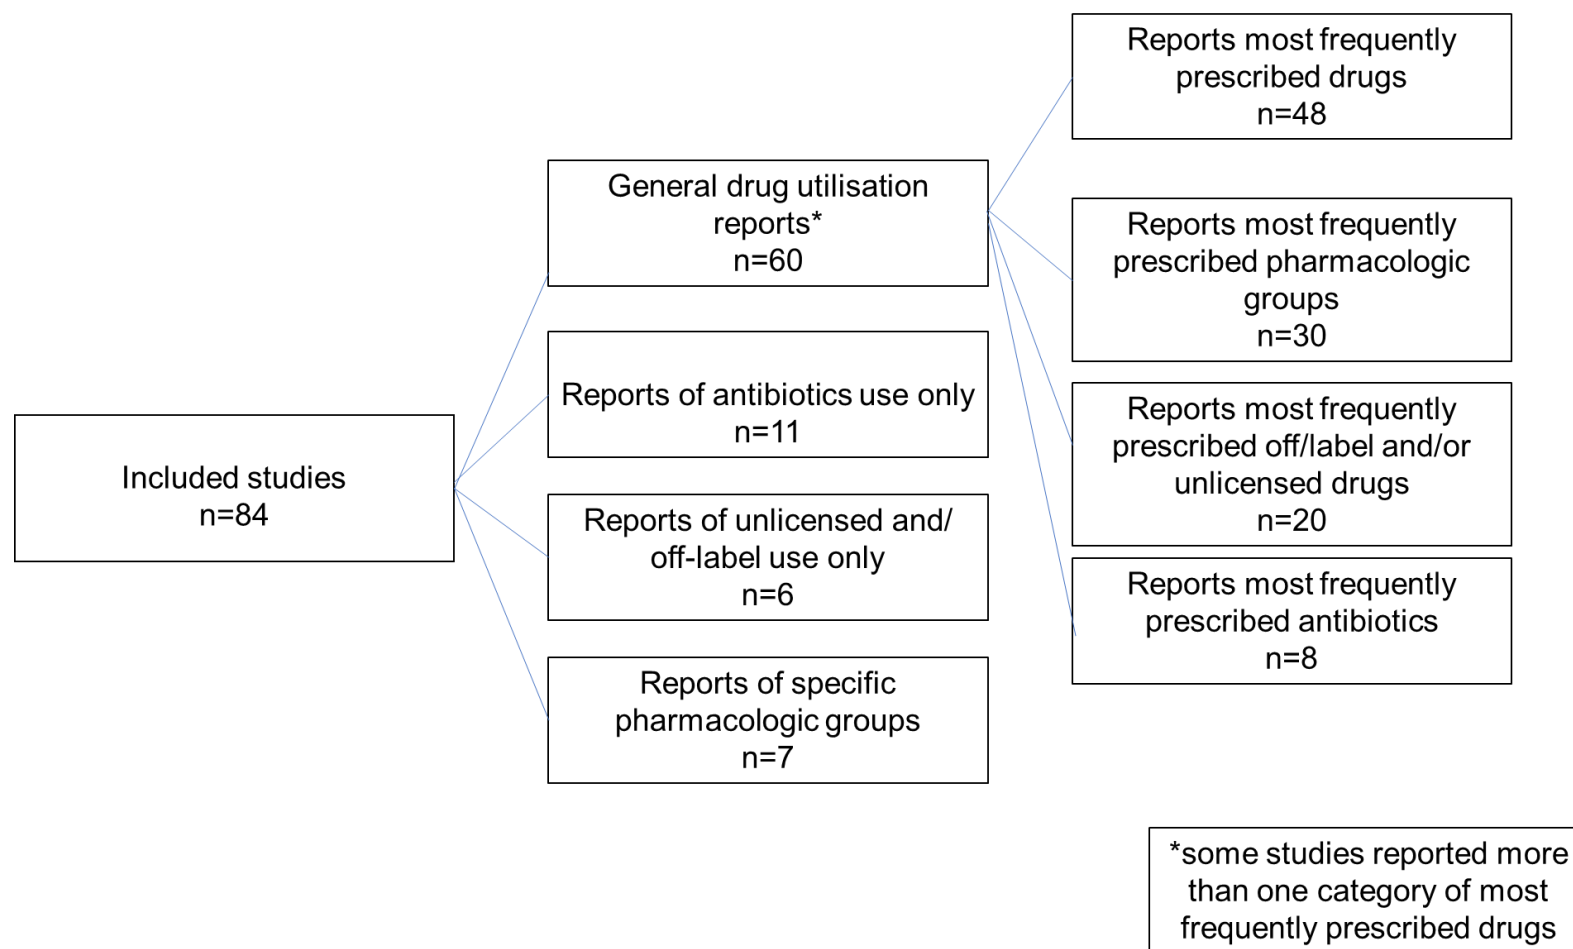 Included studies
n=84
General drug utilisation
reports*
n=60
Reports of antibiotics use only
n=11
Reports of unlicensed and/
off-label use only
n=6
Reports of specific
pharmacologic groups
n=7
Reports most frequently
prescribed drugs
n=48
Reports most frequently
prescribed pharmacologic
groups
n=30
Reports most frequently
prescribed off/label and/or
unlicensed drugs
n=20
Reports most frequently
prescribed antibiotics
n=8
*some studies reported more
than one category of most
frequently prescribed drugs